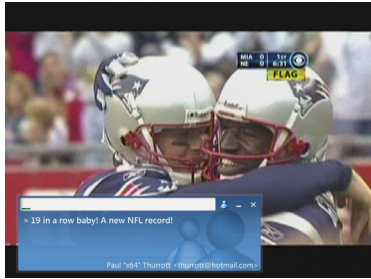 MIA 0 1ST
NE 0 6:31
FLAG
» 19 in a row baby! A new NFL record!
Paul "x64" Thurrott <thurrott@hotmail.com>